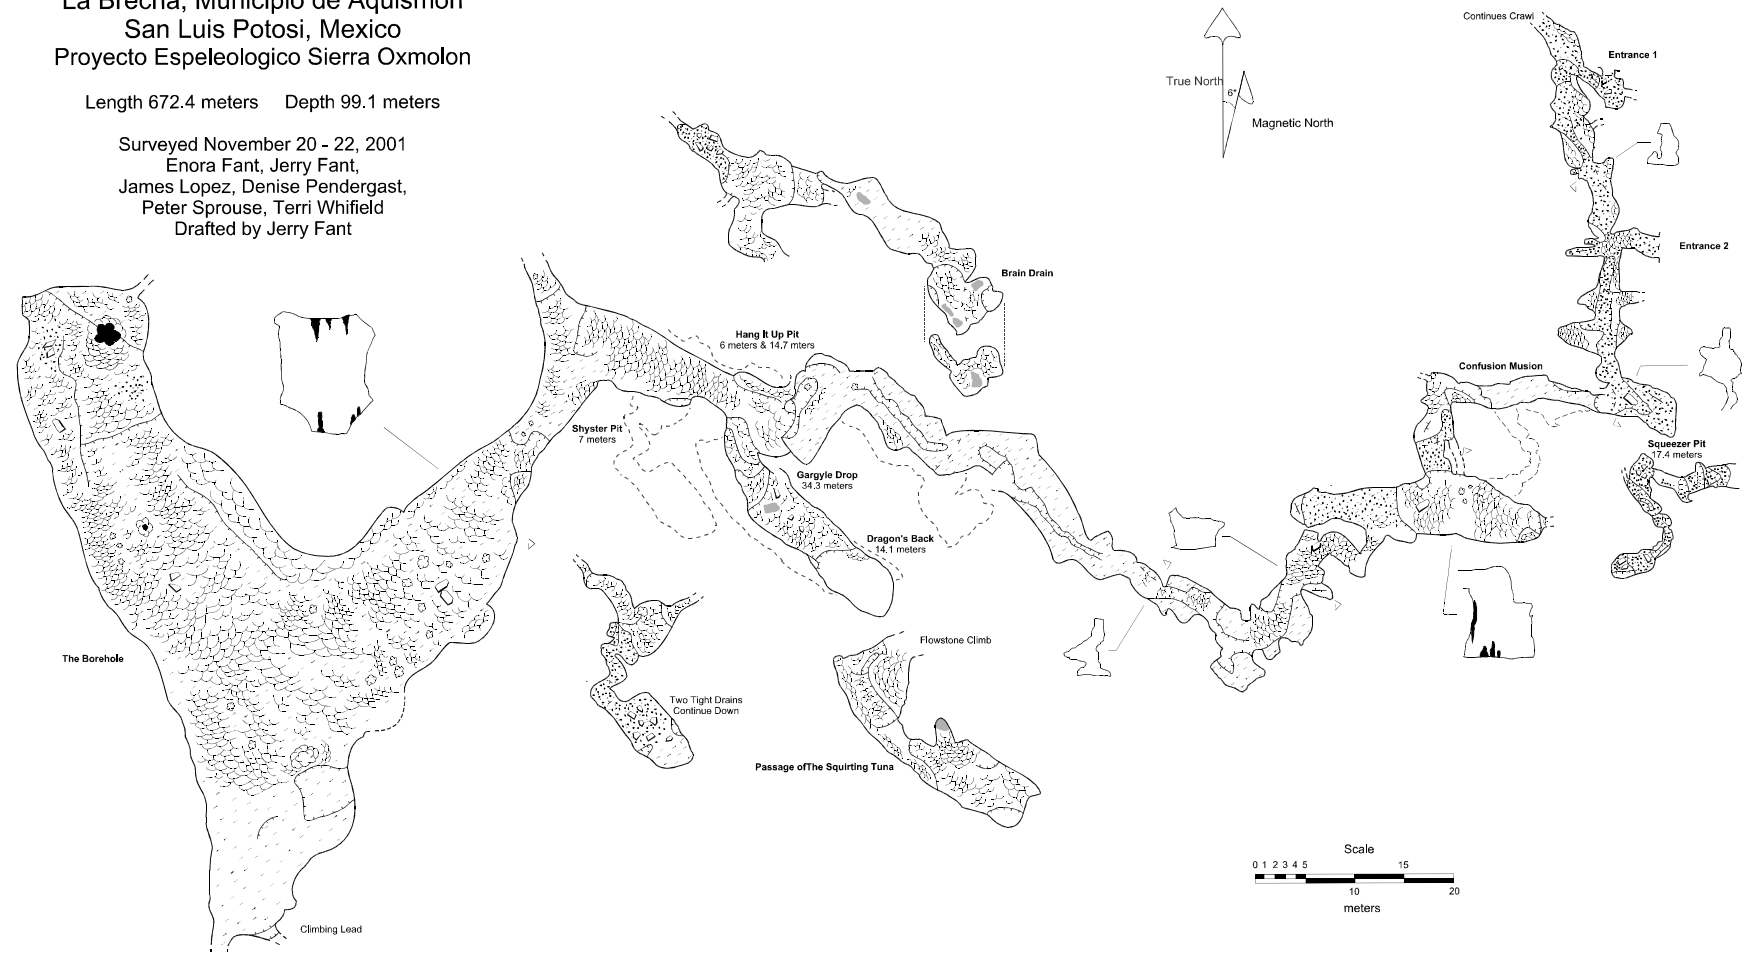 La Brecha, Municipio de Aquismon
San Luis Potosi, Mexico
Proyecto Espeleologico Sierra Oxmolon
Length 672.4 meters Depth 99.1 meters
Surveyed November 20 - 22, 2001
Enora Fant, Jerry Fant,
James Lopez, Denise Pendergast,
Peter Sprouse, Terri Whifield
Drafted by Jerry Fant
True North
6°
Magnetic North
Continues Crawl
Entrance 1
Entrance 2
Brain Drain
Hang It Up Pit
6 meters & 14.7 mters
Confusion Musion
Shyster Pit
7 meters
Squeezer Pit
17.4 meters
Gargyle Drop
34.3 meters
Dragon's Back
14.1 meters
Flowstone Climb
The Borehole
Two Tight Drains
Continue Down
Passage ofThe Squirting Tuna
Climbing Lead
Scale
0 1 2 3 4 5 15
10 20
meters